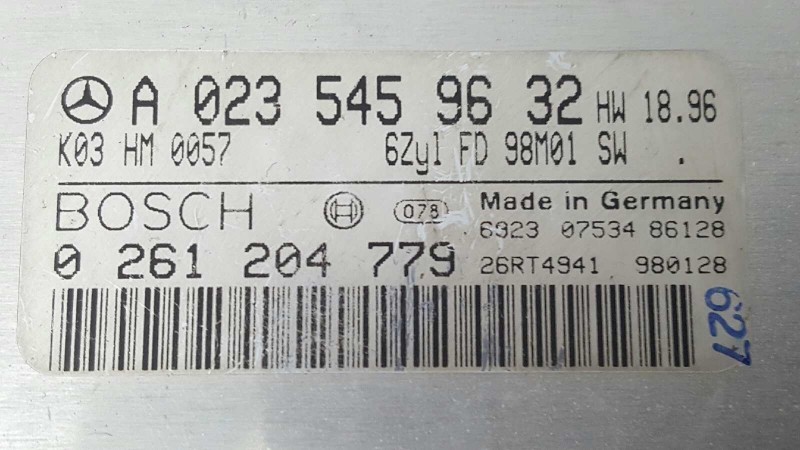 A 023 545 96 32 HW 18.96
K03 HM 0057 6Zyl FD 98M01 SW .
BOSCH 078 Made in Germany
6923 07534 86128
0 261 204 779 26RT4941 980128
627